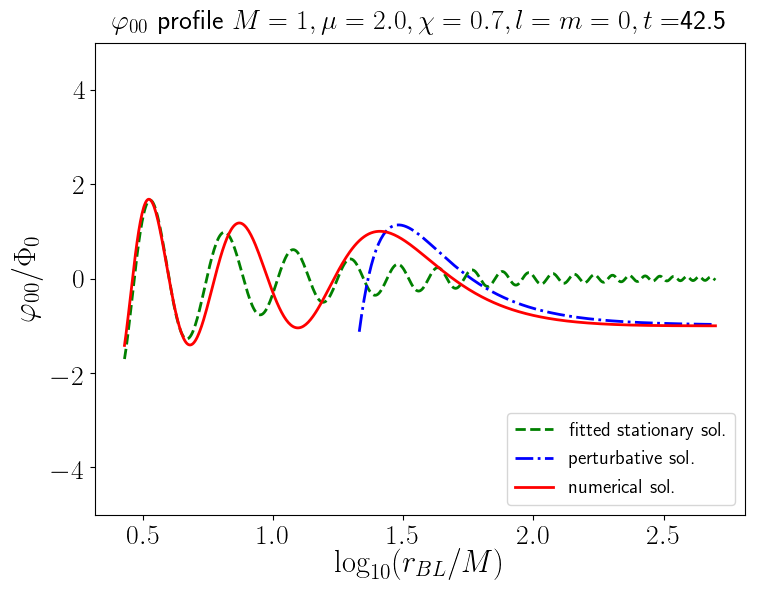 φ₀₀ profile M = 1, μ = 2.0, χ = 0.7, l = m = 0, t =42.5
φ₀₀/Φ₀
4
2
0
−2
−4
fitted stationary sol.
perturbative sol.
numerical sol.
0.5 1.0 1.5 2.0 2.5
log₁₀(r_BL/M)